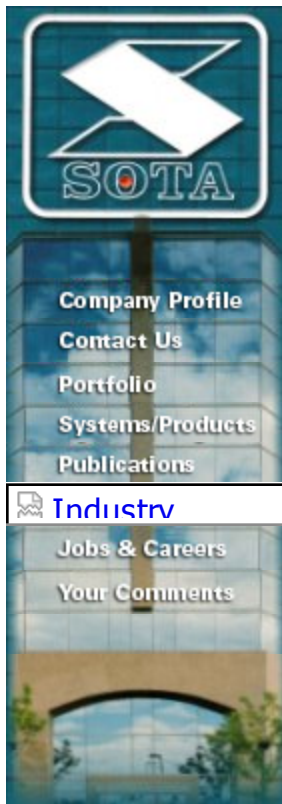 SOTA
Company Profile
Contact Us
Portfolio
Systems/Products
Publications
Industry
Jobs & Careers
Your Comments